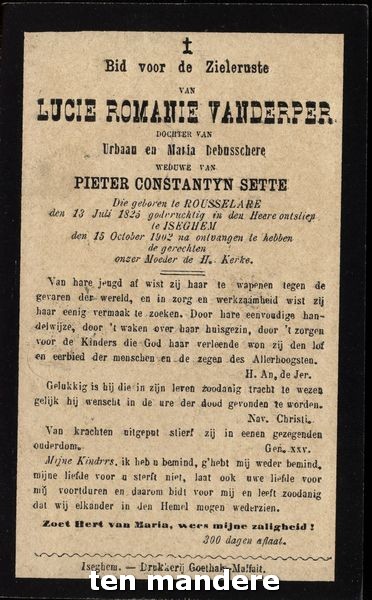 Bid voor de Zielernste
VAN
LUCIE ROMANIE VANDERPER
DOCHTER VAN
Urbaan en Maria Debusschere
WEDUWE VAN
PIETER CONSTANTYN SETTE
Die geboren te ROUSSELARE
den 13 Juli 1825 godvruchtig in den Heere ontsliep
te ISEGHEM
den 15 October 1902 na ontvangen te hebben
de gerechten
onzer Moeder de H. Kerke.
Van hare jeugd af wist zij haar te wapenen tegen de
gevaren der wereld, en in zorg en werkzaamheid wist zij
haar eenig vermaak te zoeken. Door hare eenvoudige han-
delwijze, door 't waken over haar huisgezin, door 't zorgen
voor de Kinders die God haar verleende won zij den lof
en eerbied der menschen en de zegen des Allerhoogsten.
H. An. de Jer.
Gelukkig is hij die in zijn leven zoodanig tracht te wezen
gelijk hij wenscht in de ure der dood gevonden te worden.
Nav. Christi.
Van krachten uitgeput stierf zij in eenen gezegenden
ouderdom. Gen. XXV.
Mijne Kindrrs, ik heb u bemind, g'hebt mij weder bemind,
mijne liefde voor u sterft niet, laat ook uwe liefde voor
mij voortduren en daarom bidt voor mij en leeft zoodanig
dat wij elkander in den Hemel mogen wederzien.
Zoet Hert van Maria, wees mijne zaligheid !
300 dagen aflaat.
Iseghem. — Drukkerij Goethals-Malfait.
ten mandere